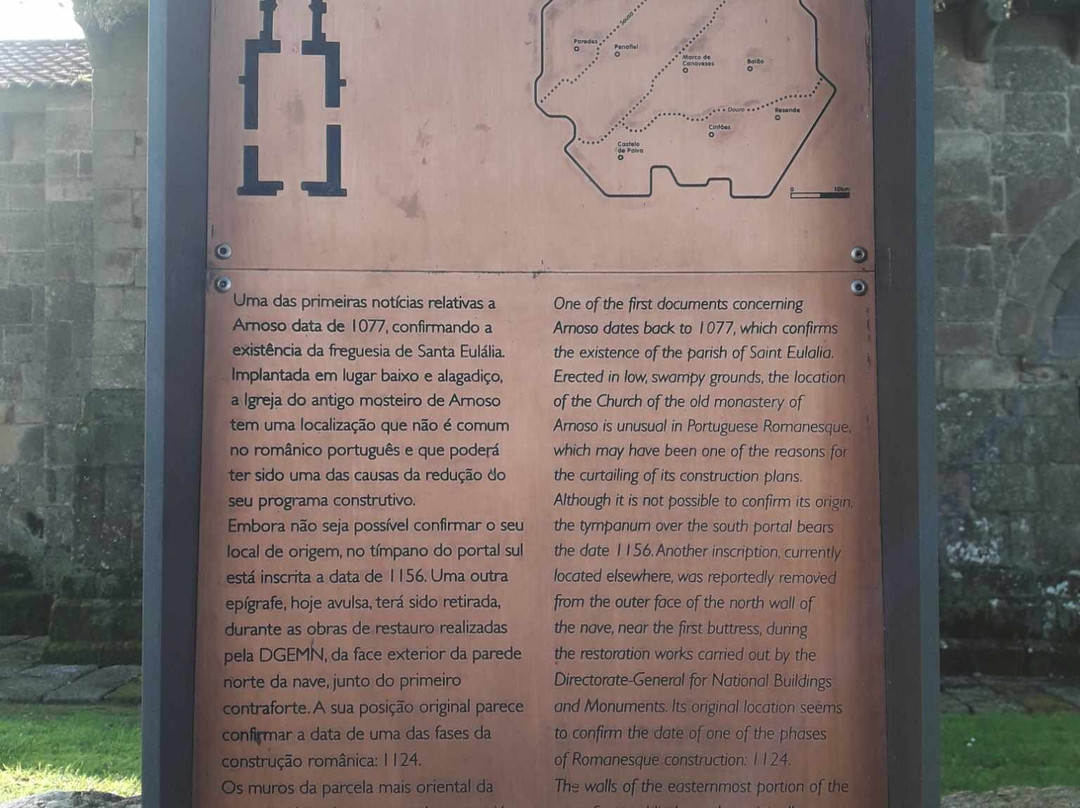 Sousa
Paredes
Penafiel
Marco de
Canaveses
Baião
Douro
Resende
Cinfães
Castelo
de Paiva
0 10km
Uma das primeiras notícias relativas a
Arnoso data de 1077, confirmando a
existência da freguesia de Santa Eulália.
Implantada em lugar baixo e alagadiço,
a Igreja do antigo mosteiro de Arnoso
tem uma localização que não é comum
no românico português e que poderá
ter sido uma das causas da redução do
seu programa construtivo.
Embora não seja possível confirmar o seu
local de origem, no tímpano do portal sul
está inscrita a data de 1156. Uma outra
epígrafe, hoje avulsa, terá sido retirada,
durante as obras de restauro realizadas
pela DGEMN, da face exterior da parede
norte da nave, junto do primeiro
contraforte. A sua posição original parece
confirmar a data de uma das fases da
construção românica: 1124.
Os muros da parcela mais oriental da
One of the first documents concerning
Arnoso dates back to 1077, which confirms
the existence of the parish of Saint Eulalia.
Erected in low, swampy grounds, the location
of the Church of the old monastery of
Arnoso is unusual in Portuguese Romanesque,
which may have been one of the reasons for
the curtailing of its construction plans.
Although it is not possible to confirm its origin,
the tympanum over the south portal bears
the date 1156. Another inscription, currently
located elsewhere, was reportedly removed
from the outer face of the north wall of
the nave, near the first buttress, during
the restoration works carried out by the
Directorate-General for National Buildings
and Monuments. Its original location seems
to confirm the date of one of the phases
of Romanesque construction: 1124.
The walls of the easternmost portion of the